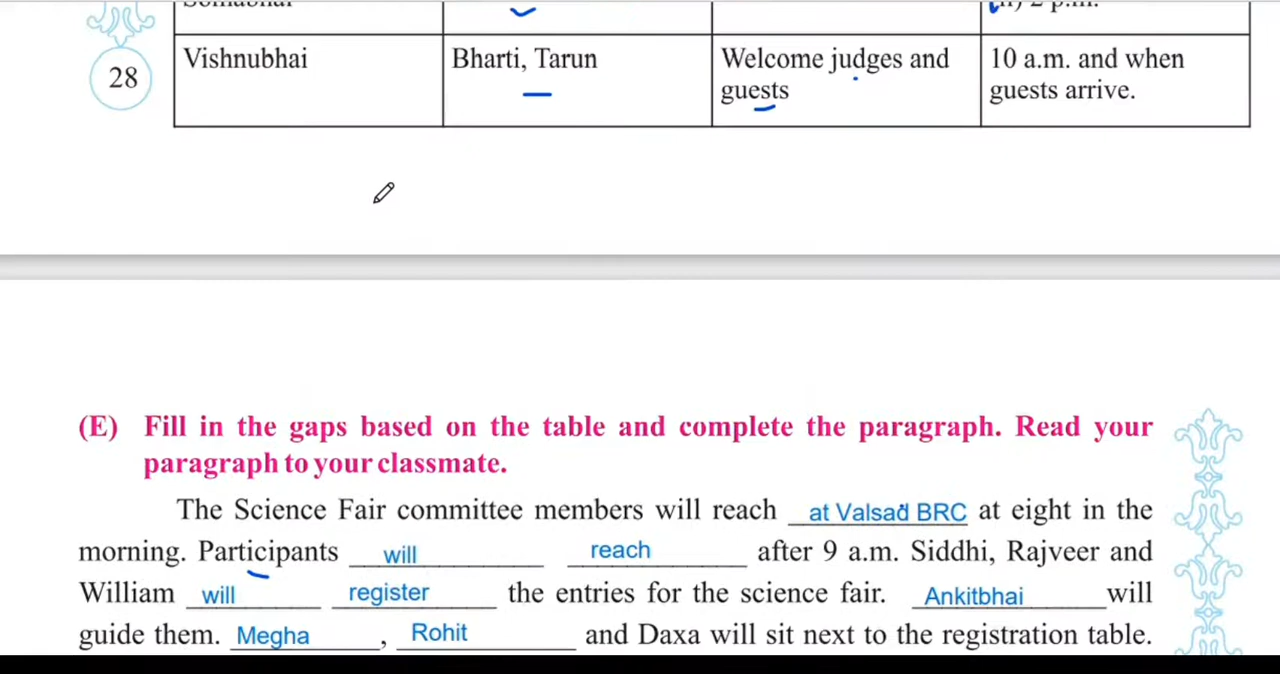 (ii) 2 p.m.
Vishnubhai Bharti, Tarun Welcome judges and 10 a.m. and when
28
guests guests arrive.
(E) Fill in the gaps based on the table and complete the paragraph. Read your
paragraph to your classmate.
The Science Fair committee members will reach at Valsad BRC at eight in the
morning. Participants will reach after 9 a.m. Siddhi, Rajveer and
William will register the entries for the science fair. Ankitbhai will
guide them. Megha , Rohit and Daxa will sit next to the registration table.